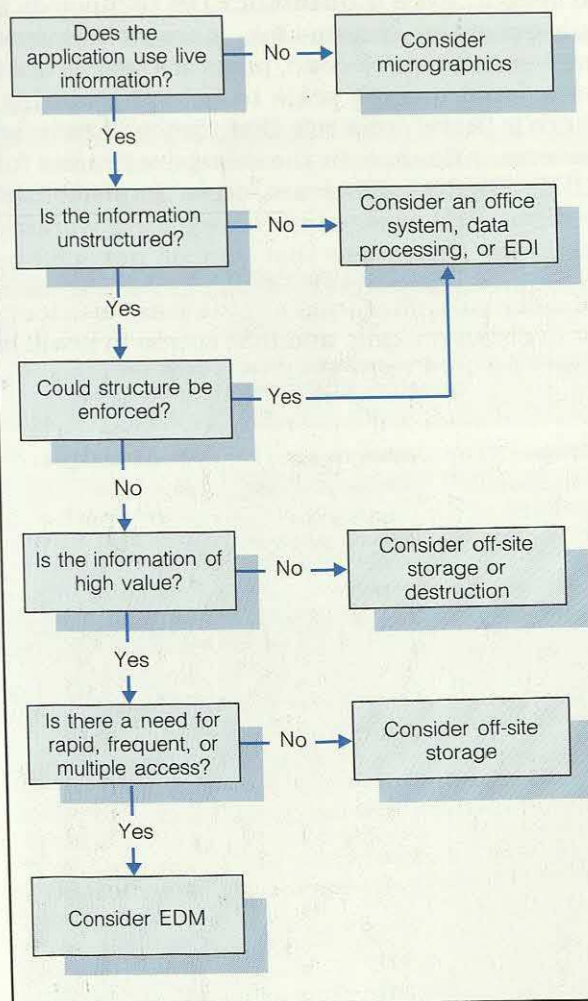 Does the
application use live
information?
No
Consider
micrographics
Yes
Is the information
unstructured?
No
Consider an office
system, data
processing, or EDI
Yes
Could structure be
enforced?
Yes
No
Is the information of
high value?
No
Consider off-site
storage or
destruction
Yes
Is there a need for
rapid, frequent, or
multiple access?
No
Consider off-site
storage
Yes
Consider EDM